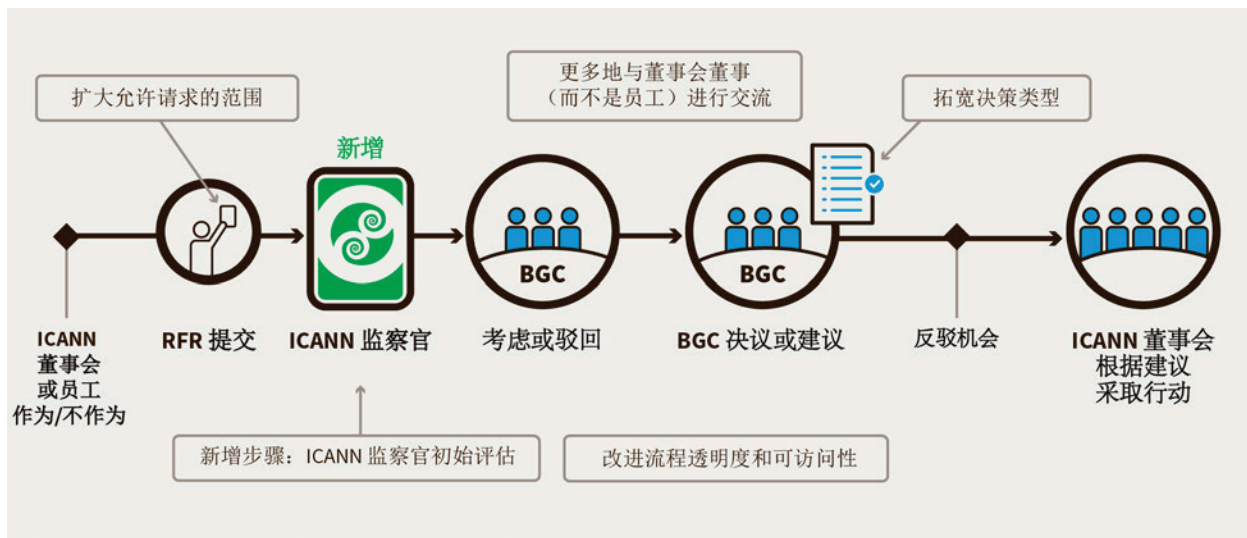 更多地与董事会董事
（而不是员工）进行交流
扩大允许请求的范围
拓宽决策类型
新增
BGC
BGC
ICANN
董事会
或员工
作为/不作为
RFR 提交
ICANN 监察官
考虑或驳回
BGC 决议或建议
反驳机会
ICANN 董事会
根据建议
采取行动
新增步骤：ICANN 监察官初始评估
改进流程透明度和可访问性